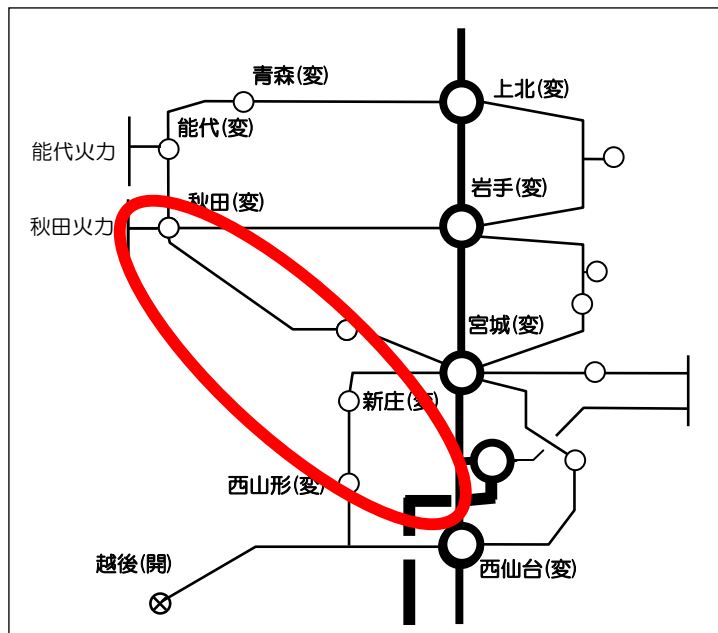 青森(変)
上北(変)
能代(変)
能代火力
岩手(変)
秋田(変)
秋田火力
宮城(変)
新庄(変)
西山形(変)
越後(開)
西仙台(変)